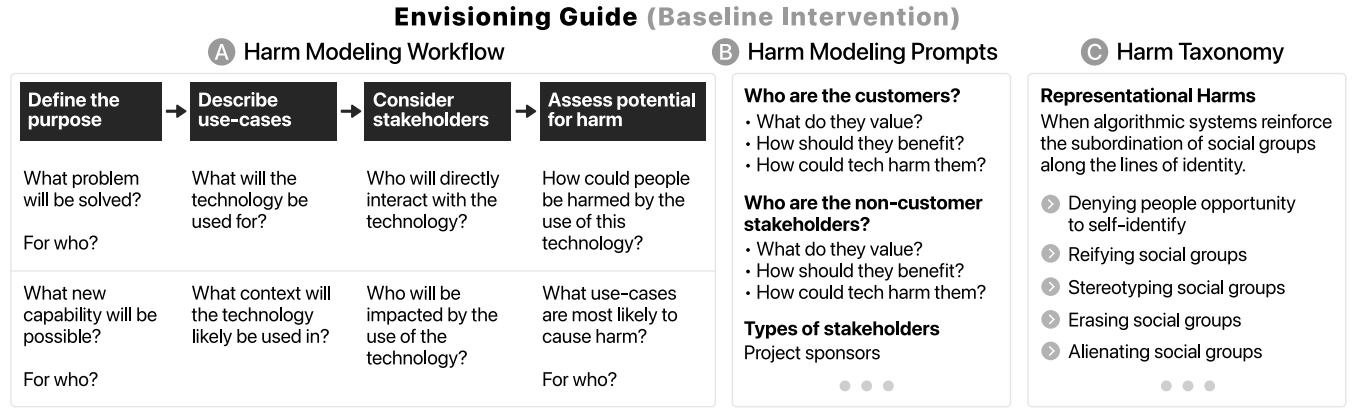 Envisioning Guide (Baseline Intervention)
A Harm Modeling Workflow
Define the
purpose
Describe
use-cases
Consider
stakeholders
Assess potential
for harm
What problem
will be solved?
For who?
What will the
technology be
used for?
Who will directly
interact with the
technology?
How could people
be harmed by the
use of this
technology?
What new
capability will be
possible?
For who?
What context will
the technology
likely be used in?
Who will be
impacted by the
use of the
technology?
What use-cases
are most likely to
cause harm?
For who?
B Harm Modeling Prompts
Who are the customers?
• What do they value?
• How should they benefit?
• How could tech harm them?
Who are the non-customer
stakeholders?
• What do they value?
• How should they benefit?
• How could tech harm them?
Types of stakeholders
Project sponsors
C Harm Taxonomy
Representational Harms
When algorithmic systems reinforce
the subordination of social groups
along the lines of identity.
Denying people opportunity
to self-identify
Reifying social groups
Stereotyping social groups
Erasing social groups
Alienating social groups